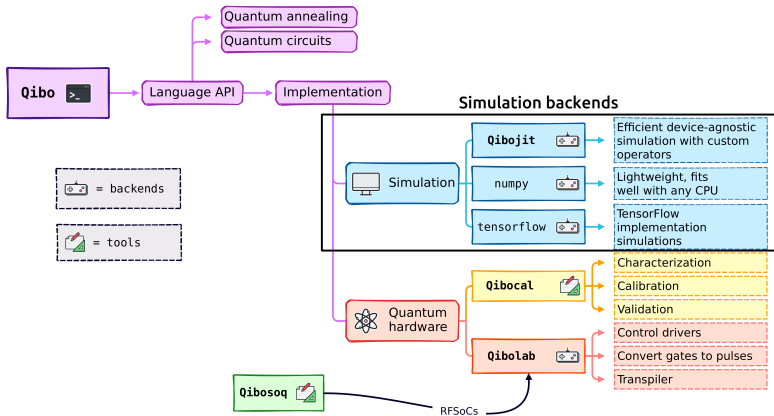 Quantum annealing
Quantum circuits
Qibo
>_
Language API
Implementation
Simulation backends
Qibojit
Efficient device-agnostic
simulation with custom
operators
Simulation
numpy
Lightweight, fits
well with any CPU
tensorflow
TensorFlow
implementation
simulations
= backends
= tools
Quantum
hardware
Qibocal
Characterization
Calibration
Validation
Qibolab
Control drivers
Convert gates to pulses
Transpiler
Qibosoq
RFSoCs